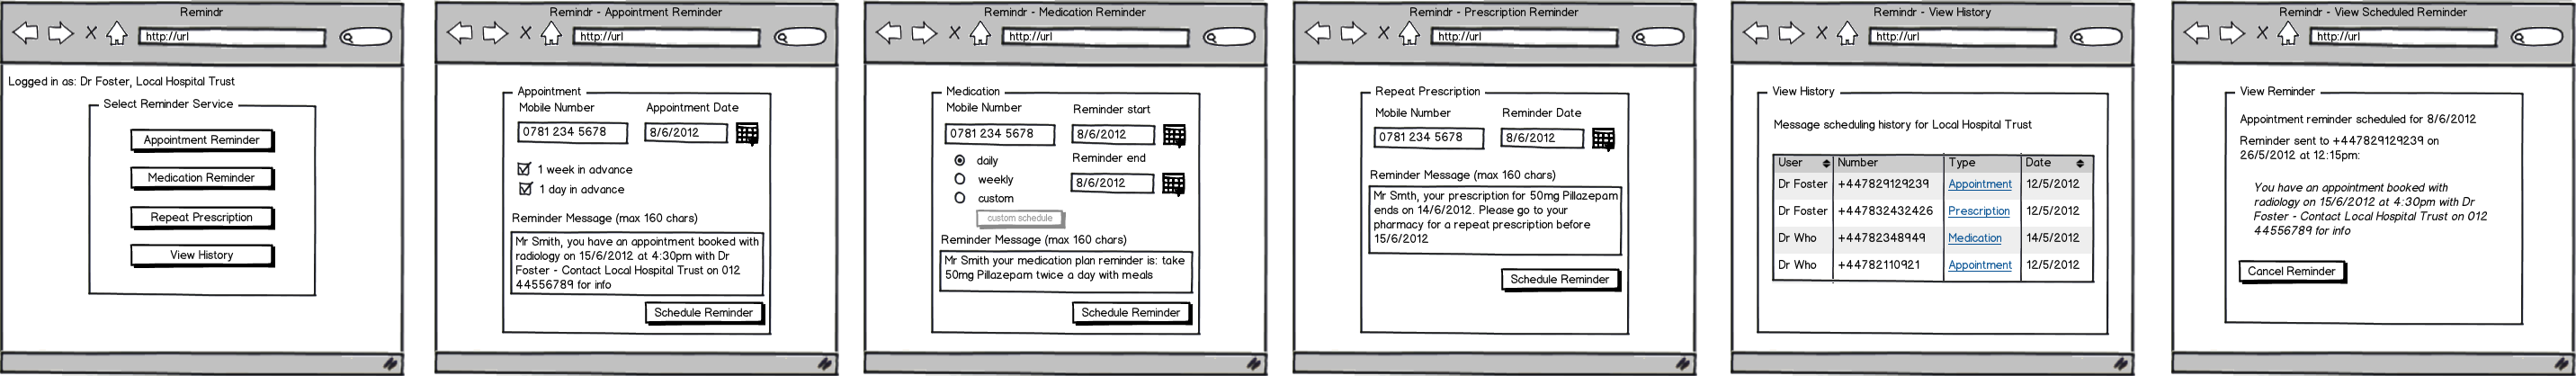 Remindr
http://url
Logged in as: Dr Foster, Local Hospital Trust
Select Reminder Service
Appointment Reminder
Medication Reminder
Repeat Prescription
View History
Remindr - Appointment Reminder
http://url
Appointment
Mobile Number Appointment Date
0781 234 5678 8/6/2012
1 week in advance
1 day in advance
Reminder Message (max 160 chars)
Mr Smith, you have an appointment booked with
radiology on 15/6/2012 at 4:30pm with Dr
Foster - Contact Local Hospital Trust on 012
44556789 for info
Schedule Reminder
Remindr - Medication Reminder
http://url
Medication
Mobile Number Reminder start
0781 234 5678 8/6/2012
daily Reminder end
weekly 8/6/2012
custom
custom schedule
Reminder Message (max 160 chars)
Mr Smith your medication plan reminder is: take
50mg Pillazepam twice a day with meals
Schedule Reminder
Remindr - Prescription Reminder
http://url
Repeat Prescription
Mobile Number Reminder Date
0781 234 5678 8/6/2012
Reminder Message (max 160 chars)
Mr Smth, your prescription for 50mg Pillazepam
ends on 14/6/2012. Please go to your
pharmacy for a repeat prescription before
15/6/2012
Schedule Reminder
Remindr - View History
http://url
View History
Message scheduling history for Local Hospital Trust
User Number Type Date
Dr Foster +447829129239 Appointment 12/5/2012
Dr Foster +447832432426 Prescription 12/5/2012
Dr Who +44782348949 Medication 14/5/2012
Dr Who +44782110921 Appointment 12/5/2012
Remindr - View Scheduled Reminder
http://url
View Reminder
Appointment reminder scheduled for 8/6/2012
Reminder sent to +447829129239 on
26/5/2012 at 12:15pm:
You have an appointment booked with
radiology on 15/6/2012 at 4:30pm with Dr
Foster - Contact Local Hospital Trust on 012
44556789 for info
Cancel Reminder